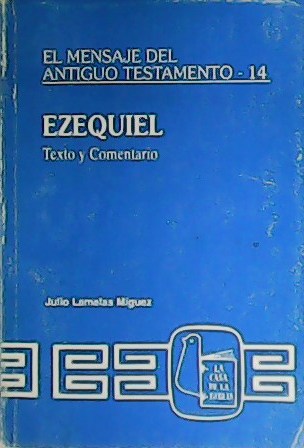 EL MENSAJE DEL
ANTIGUO TESTAMENTO - 14
EZEQUIEL
Texto y Comentario
Julio Lamelas Míguez
LA
CASA
DE LA
BIBLIA